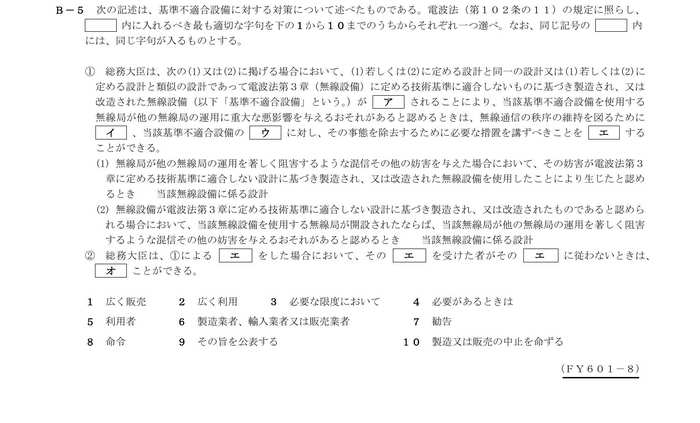 B－5 次の記述は、基準不適合設備に対する対策について述べたものである。電波法（第１０２条の１１）の規定に照らし、
内に入れるべき最も適切な字句を下の１から１０までのうちからそれぞれ一つ選べ。なお、同じ記号の 内
には、同じ字句が入るものとする。
① 総務大臣は、次の(1)又は(2)に掲げる場合において、(1)若しくは(2)に定める設計と同一の設計又は(1)若しくは(2)に
定める設計と類似の設計であって電波法第３章（無線設備）に定める技術基準に適合しないものに基づき製造され、又は
改造された無線設備（以下「基準不適合設備」という。）が ア されることにより、当該基準不適合設備を使用する
無線局が他の無線局の運用に重大な悪影響を与えるおそれがあると認めるときは、無線通信の秩序の維持を図るために
イ 、当該基準不適合設備の ウ に対し、その事態を除去するために必要な措置を講ずべきことを エ する
ことができる。
(1) 無線局が他の無線局の運用を著しく阻害するような混信その他の妨害を与えた場合において、その妨害が電波法第３
章に定める技術基準に適合しない設計に基づき製造され、又は改造された無線設備を使用したことにより生じたと認め
るとき 当該無線設備に係る設計
(2) 無線設備が電波法第３章に定める技術基準に適合しない設計に基づき製造され、又は改造されたものであると認めら
れる場合において、当該無線設備を使用する無線局が開設されたならば、当該無線局が他の無線局の運用を著しく阻害
するような混信その他の妨害を与えるおそれがあると認めるとき 当該無線設備に係る設計
② 総務大臣は、①による エ をした場合において、その エ を受けた者がその エ に従わないときは、
オ ことができる。
1 広く販売 2 広く利用 3 必要な限度において 4 必要があるときは
5 利用者 6 製造業者、輸入業者又は販売業者 7 勧告
8 命令 9 その旨を公表する 10 製造又は販売の中止を命ずる
（ＦＹ６０１－８）